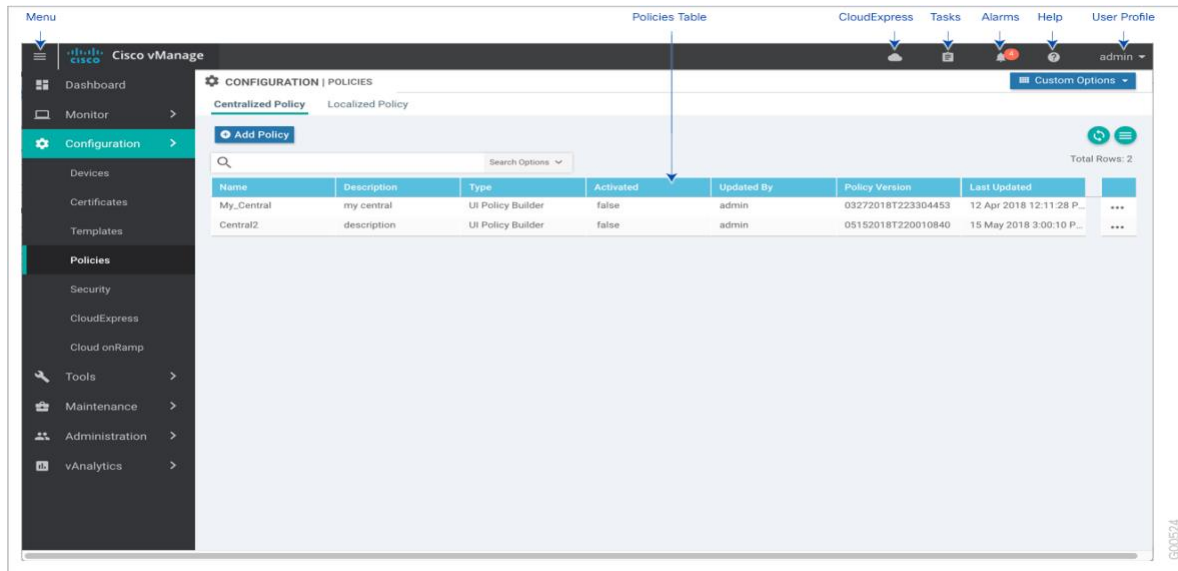 Menu Policies Table CloudExpress Tasks Alarms Help User Profile
cisco Cisco vManage 4 admin
Dashboard
CONFIGURATION | POLICIES Custom Options
Centralized Policy Localized Policy
Monitor
Add Policy
Configuration
Search Options Total Rows: 2
Devices
Name Description Type Activated Updated By Policy Version Last Updated
My_Central my central UI Policy Builder false admin 03272018T223304453 12 Apr 2018 12:11:28 P...
Central2 description UI Policy Builder false admin 05152018T220010840 15 May 2018 3:00:10 P...
Certificates
Templates
Policies
Security
CloudExpress
Cloud onRamp
Tools
Maintenance
Administration
vAnalytics
G00524